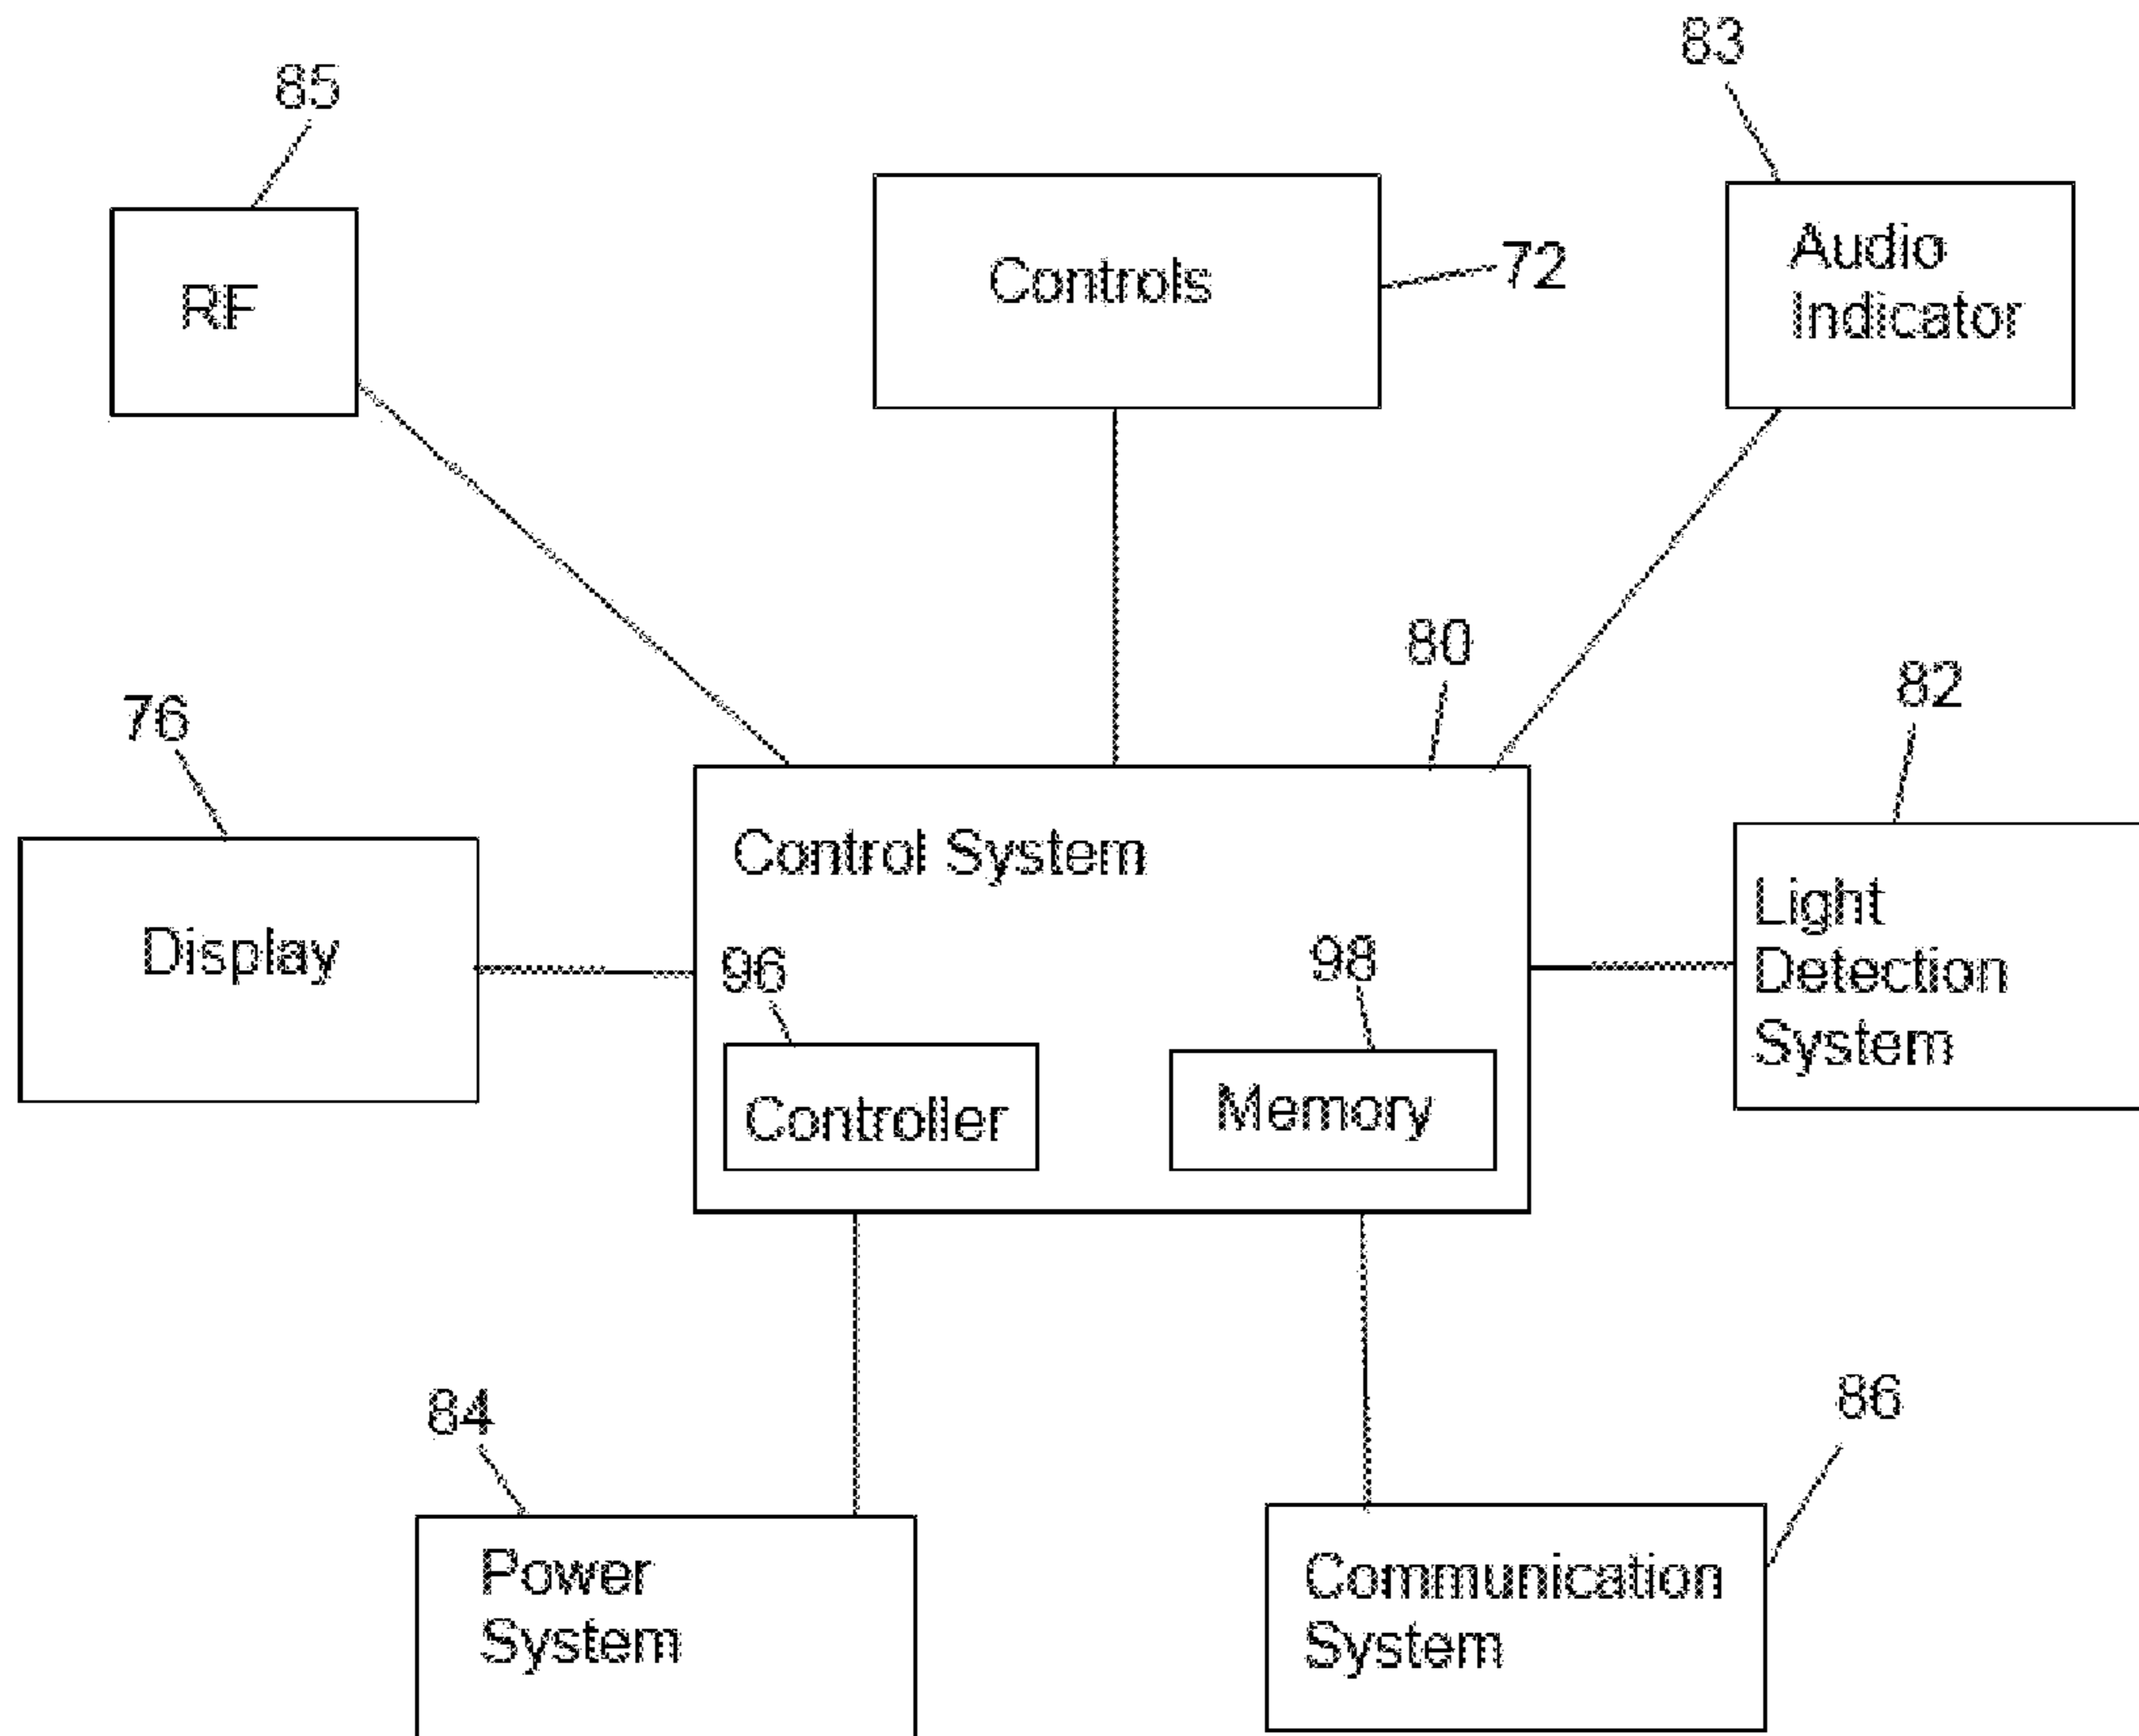 83
85
RF
Controls
72
Audio
Indicator
80
82
76
Control System
Display
Light
Detection
System
96
98
Controller
Memory
84
86
Power
System
Communication
System